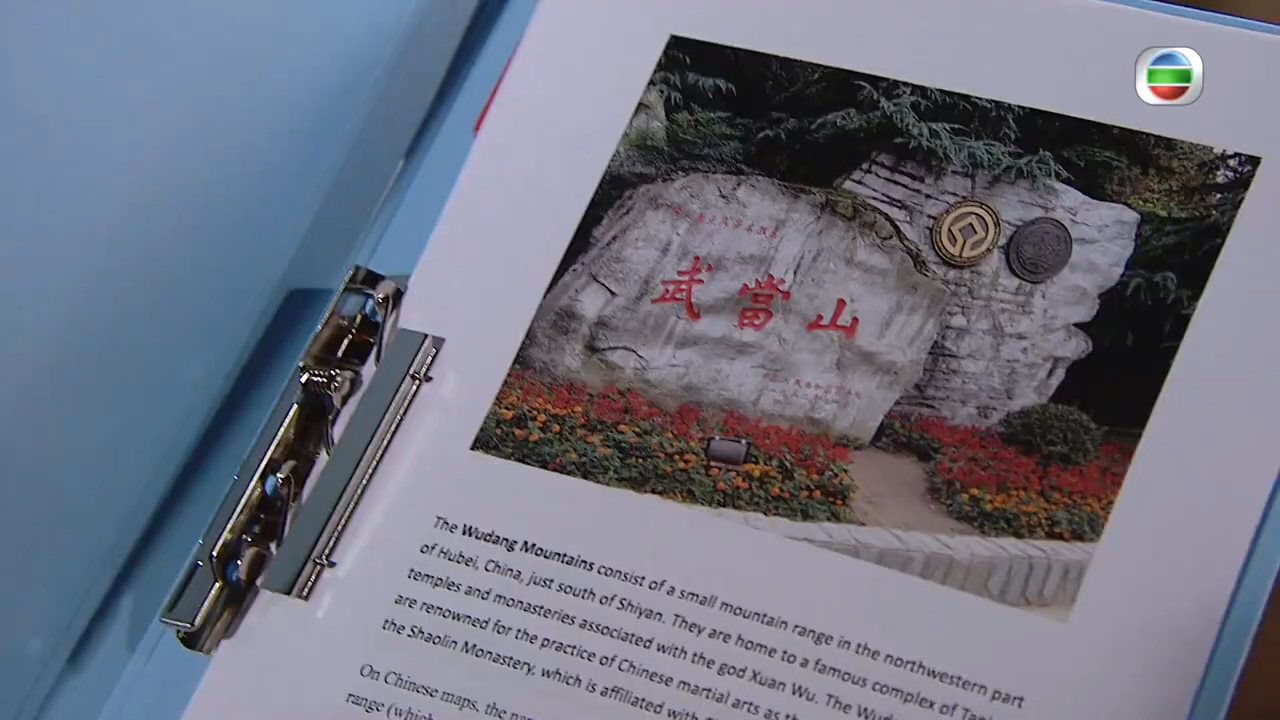 武當山
The Wudang Mountains consist of a small mountain range in the northwestern part
of Hubei, China, just south of Shiyan. They are home to a famous complex of
temples and monasteries associated with the god Xuan Wu. The
are renowned for the practice of Chinese martial arts as
the Shaolin Monastery, which is affiliated with
On Chinese maps, the
range